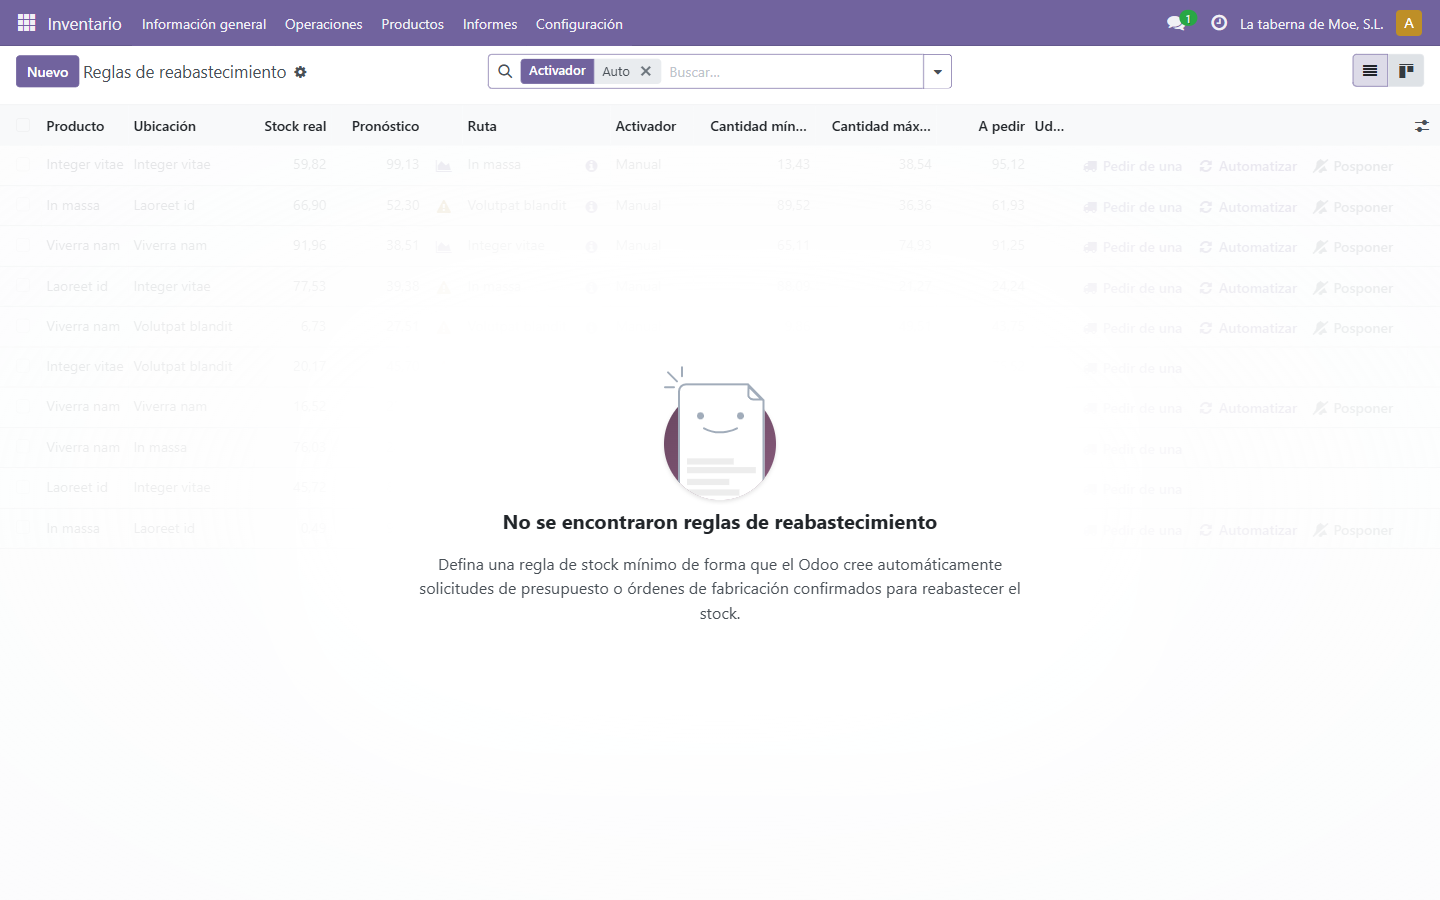 Inventario Información general Operaciones Productos Informes Configuración 1 La taberna de Moe, S.L. A
Nuevo Reglas de reabastecimiento Activador Auto Buscar...
Producto Ubicación Stock real Pronóstico Ruta Activador Cantidad mín... Cantidad máx... A pedir Ud...
Integer vitae Integer vitae 59,82 99,13 In massa Manual 13,43 38,54 95,12 Pedir de una Automatizar Posponer
In massa Laoreet id 66,90 52,30 Volutpat blandit Manual 89,52 36,36 61,93 Pedir de una Automatizar Posponer
Viverra nam Viverra nam 91,96 38,51 Integer vitae Manual 74,93 91,25 Pedir de una Automatizar Posponer
Laoreet id Integer vitae 77,53 Pedir de una Automatizar Posponer
Viverra nam Volutpat blandit 6,73 Pedir de una Automatizar Posponer
Integer vitae Volutpat blandit 20,17 Pedir de una
Viverra nam Viverra nam Pedir de una Automatizar Posponer
Viverra nam In massa Pedir de una
Laoreet id Integer vitae Pedir de una
In massa Laoreet id Pedir de una Automatizar Posponer
No se encontraron reglas de reabastecimiento
Defina una regla de stock mínimo de forma que el Odoo cree automáticamente
solicitudes de presupuesto o órdenes de fabricación confirmados para reabastecer el
stock.